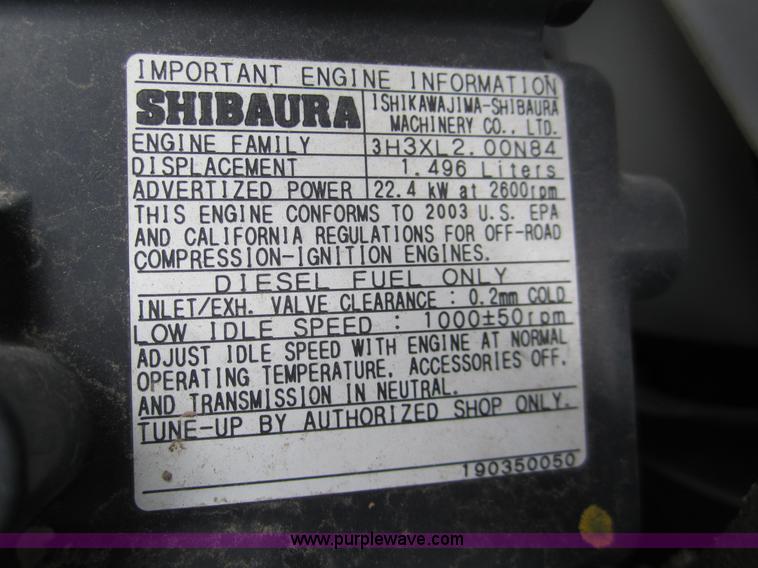 IMPORTANT ENGINE INFORMATION
SHIBAURA ISHIKAWAJIMA-SHIBAURA
MACHINERY CO., LTD.
ENGINE FAMILY 3H3XL2.00N84
DISPLACEMENT 1.496 Liters
ADVERTIZED POWER 22.4 kW at 2600rpm
THIS ENGINE CONFORMS TO 2003 U.S. EPA
AND CALIFORNIA REGULATIONS FOR OFF-ROAD
COMPRESSION-IGNITION ENGINES.
DIESEL FUEL ONLY
INLET/EXH. VALVE CLEARANCE : 0.2mm COLD
LOW IDLE SPEED : 1000±50rpm
ADJUST IDLE SPEED WITH ENGINE AT NORMAL
OPERATING TEMPERATURE, ACCESSORIES OFF.
AND TRANSMISSION IN NEUTRAL.
TUNE-UP BY AUTHORIZED SHOP ONLY.
190350050
www.purplewave.com